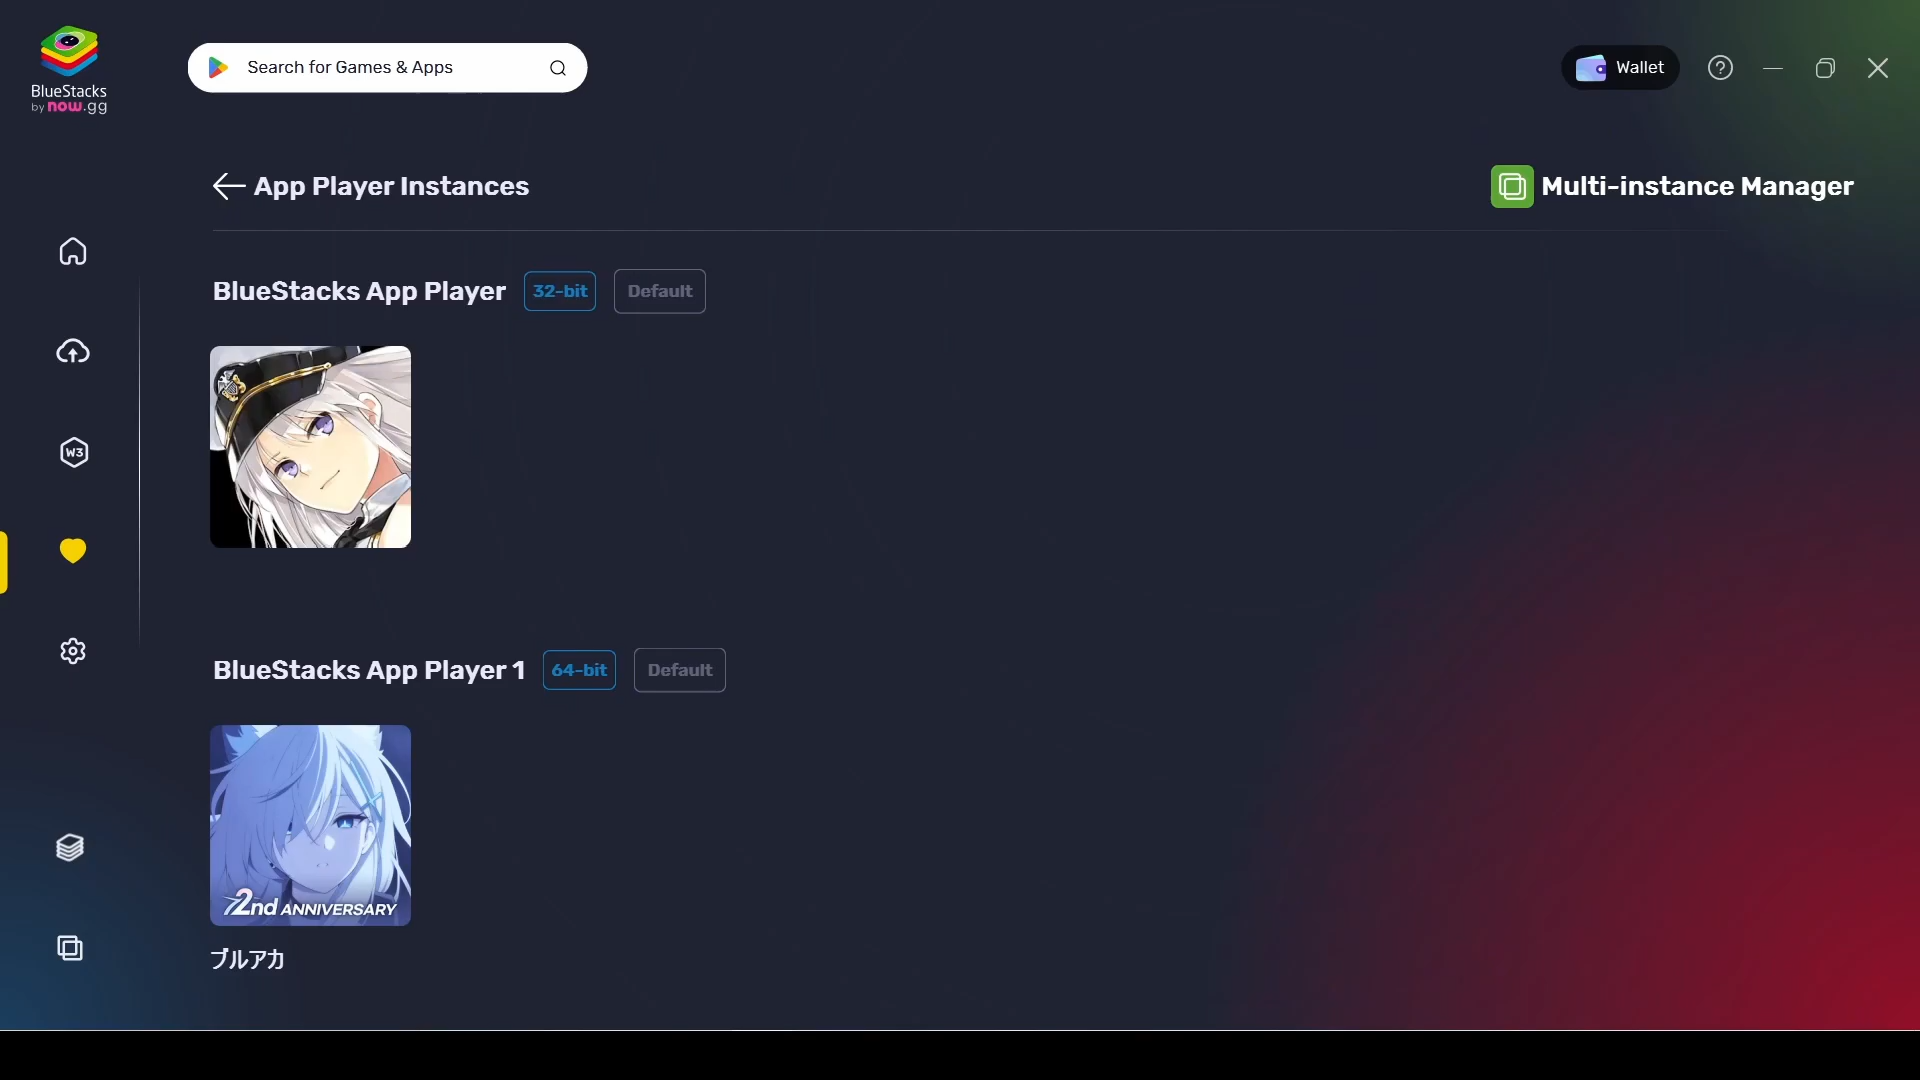 BlueStacks
by now.gg
Search for Games & Apps
Wallet
App Player Instances
Multi-instance Manager
BlueStacks App Player 32-bit Default
W3
BlueStacks App Player 1 64-bit Default
2nd ANNIVERSARY
ブルアカ